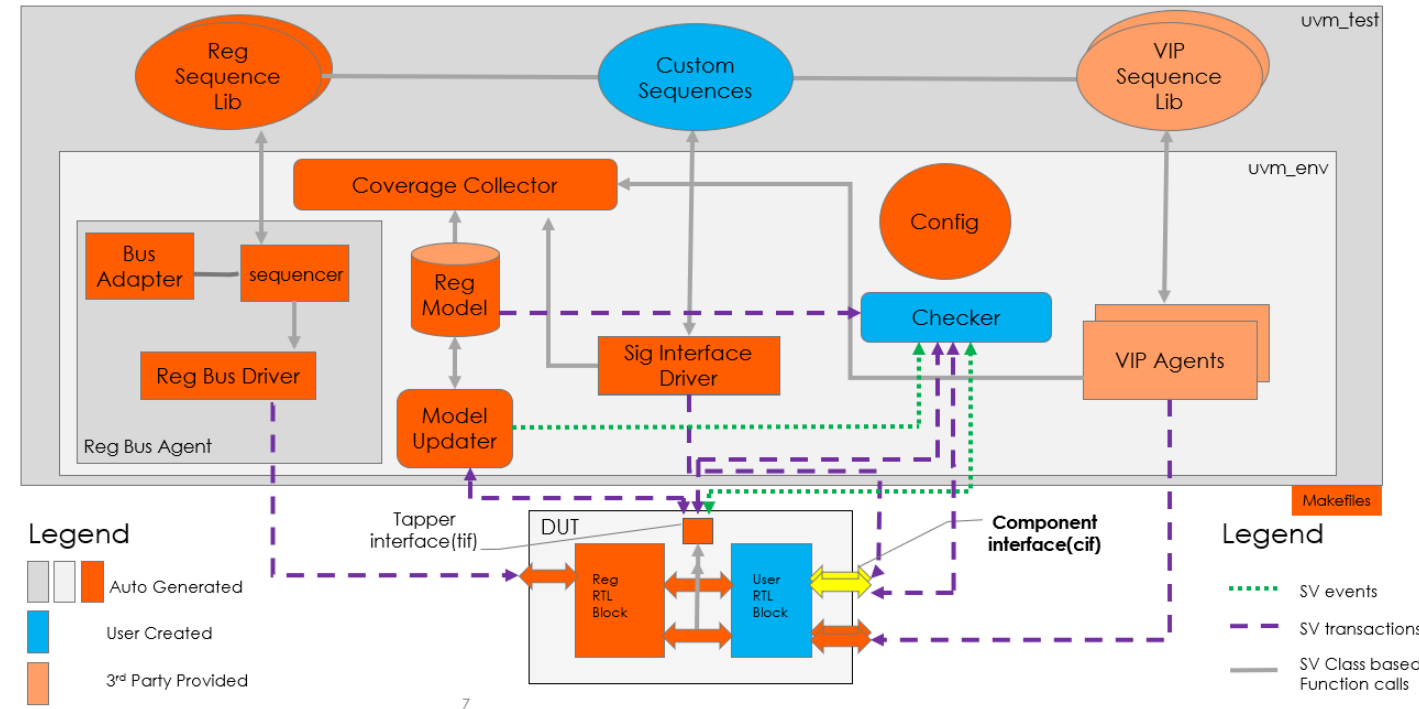 uvm_test
Reg
Sequence
Lib
Custom
Sequences
VIP
Sequence
Lib
uvm_env
Coverage Collector
Config
Bus
Adapter
sequencer
Reg
Model
Checker
Sig Interface
Driver
VIP Agents
Reg Bus Driver
Model
Updater
Reg Bus Agent
Makefiles
Legend
Auto Generated
User Created
3rd Party Provided
Tapper
interface(tif)
DUT
Reg
RTL
Block
User
RTL
Block
Component
interface(cif)
Legend
SV events
SV transactions
SV Class based
Function calls
7